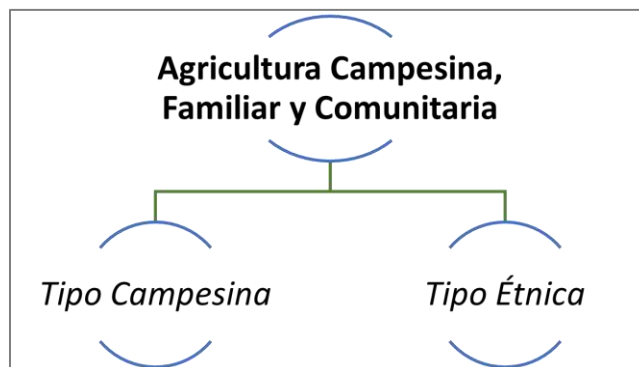 Agricultura Campesina,
Familiar y Comunitaria
Tipo Campesina
Tipo Étnica